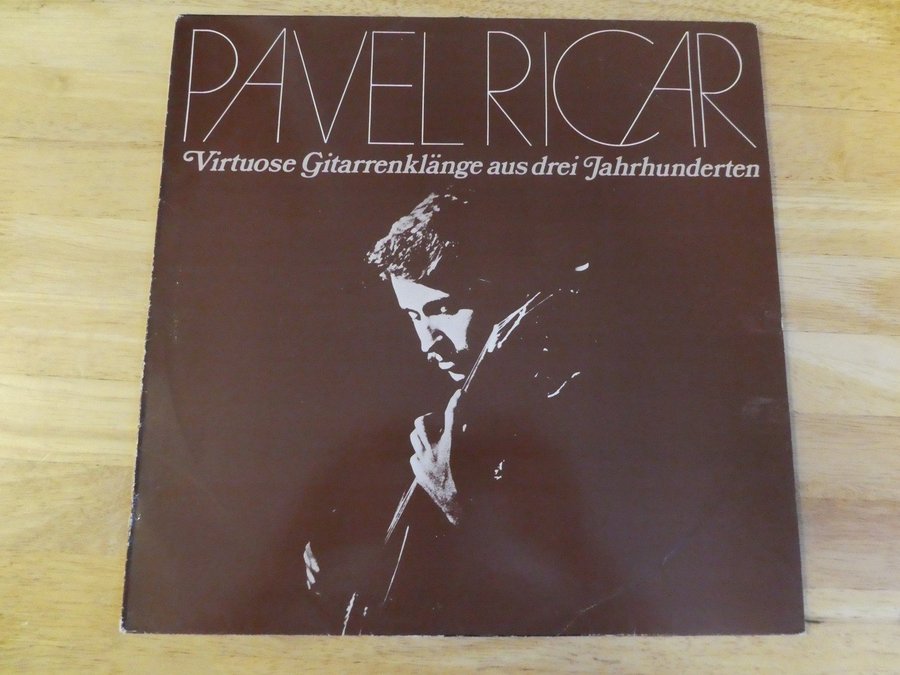 PAVEL RICAR
Virtuose Gitarrenklänge aus drei Jahrhunderten